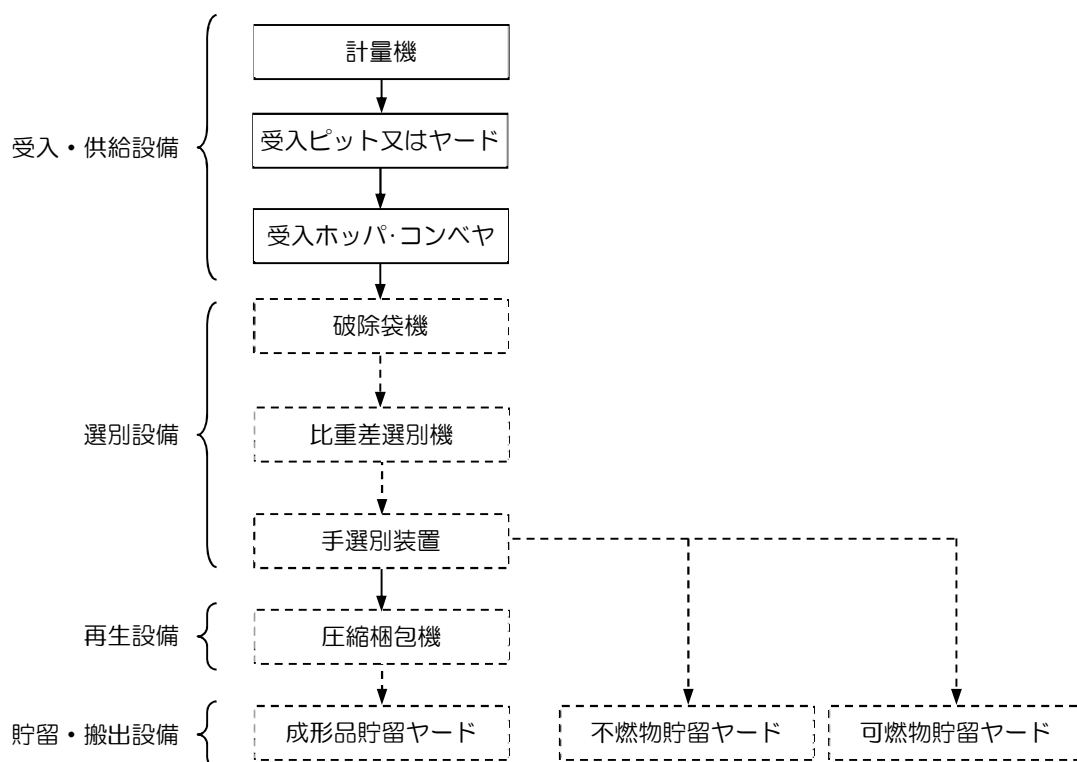 計量機
受入ピット又はヤード
受入・供給設備
受入ホッパ・コンベヤ
破除袋機
選別設備
比重差選別機
手選別装置
再生設備
圧縮梱包機
貯留・搬出設備
成形品貯留ヤード
不燃物貯留ヤード
可燃物貯留ヤード